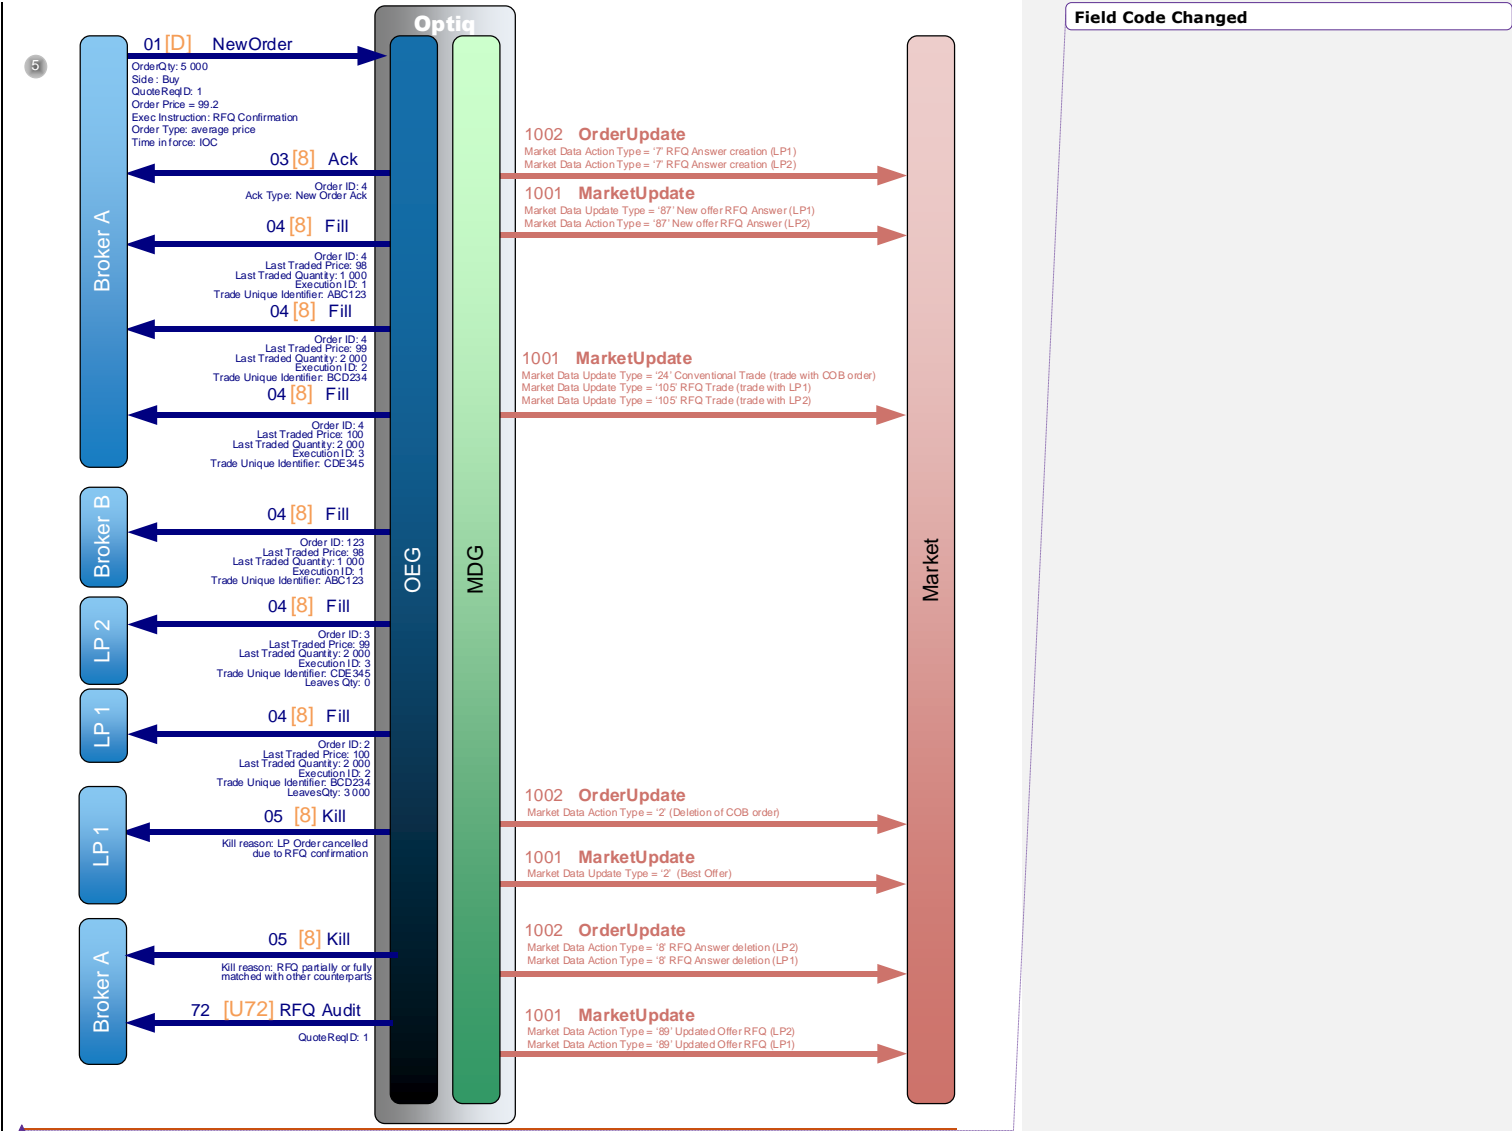 Field Code Changed
Optiq
5
01 [D] NewOrder
OrderQty: 5 000
Side : Buy
QuoteReqID: 1
Order Price = 99.2
Exec Instruction: RFQ Confirmation
Order Type: average price
Time in force: IOC
03 [8] Ack
Order ID: 4
Ack Type: New Order Ack
04 [8] Fill
Order ID: 4
Last Traded Price: 98
Last Traded Quantity: 1 000
Execution ID: 1
Trade Unique Identifier: ABC123
04 [8] Fill
Order ID: 4
Last Traded Price: 99
Last Traded Quantity: 2 000
Execution ID: 2
Trade Unique Identifier: BCD234
04 [8] Fill
Order ID: 4
Last Traded Price: 100
Last Traded Quantity: 2 000
Execution ID: 3
Trade Unique Identifier: CDE345
Broker A
Broker B
04 [8] Fill
Order ID: 123
Last Traded Price: 98
Last Traded Quantity: 1 000
Execution ID: 1
Trade Unique Identifier: ABC123
LP 2
04 [8] Fill
Order ID: 3
Last Traded Price: 99
Last Traded Quantity: 2 000
Execution ID: 3
Trade Unique Identifier: CDE345
Leaves Qty: 0
LP 1
04 [8] Fill
Order ID: 2
Last Traded Price: 100
Last Traded Quantity: 2 000
Execution ID: 2
Trade Unique Identifier: BCD234
LeavesQty: 3 000
LP 1
05 [8] Kill
Kill reason: LP Order cancelled
due to RFQ confirmation
Broker A
05 [8] Kill
Kill reason: RFQ partially or fully
matched with other counterparts
72 [U72] RFQ Audit
QuoteReqID: 1
OEG
MDG
1002 OrderUpdate
Market Data Action Type = ‘7’ RFQ Answer creation (LP1)
Market Data Action Type = ‘7’ RFQ Answer creation (LP2)
1001 MarketUpdate
Market Data Update Type = ‘87’ New offer RFQ Answer (LP1)
Market Data Action Type = ‘87’ New offer RFQ Answer (LP2)
1001 MarketUpdate
Market Data Update Type = ‘24’ Conventional Trade (trade with COB order)
Market Data Update Type = ‘105’ RFQ Trade (trade with LP1)
Market Data Update Type = ‘105’ RFQ Trade (trade with LP2)
1002 OrderUpdate
Market Data Action Type = ‘2’ (Deletion of COB order)
1001 MarketUpdate
Market Data Update Type = ‘2’ (Best Offer)
1002 OrderUpdate
Market Data Action Type = ‘8’ RFQ Answer deletion (LP2)
Market Data Action Type = ‘8’ RFQ Answer deletion (LP1)
1001 MarketUpdate
Market Data Action Type = ‘89’ Updated Offer RFQ (LP2)
Market Data Action Type = ‘89’ Updated Offer RFQ (LP1)
Market